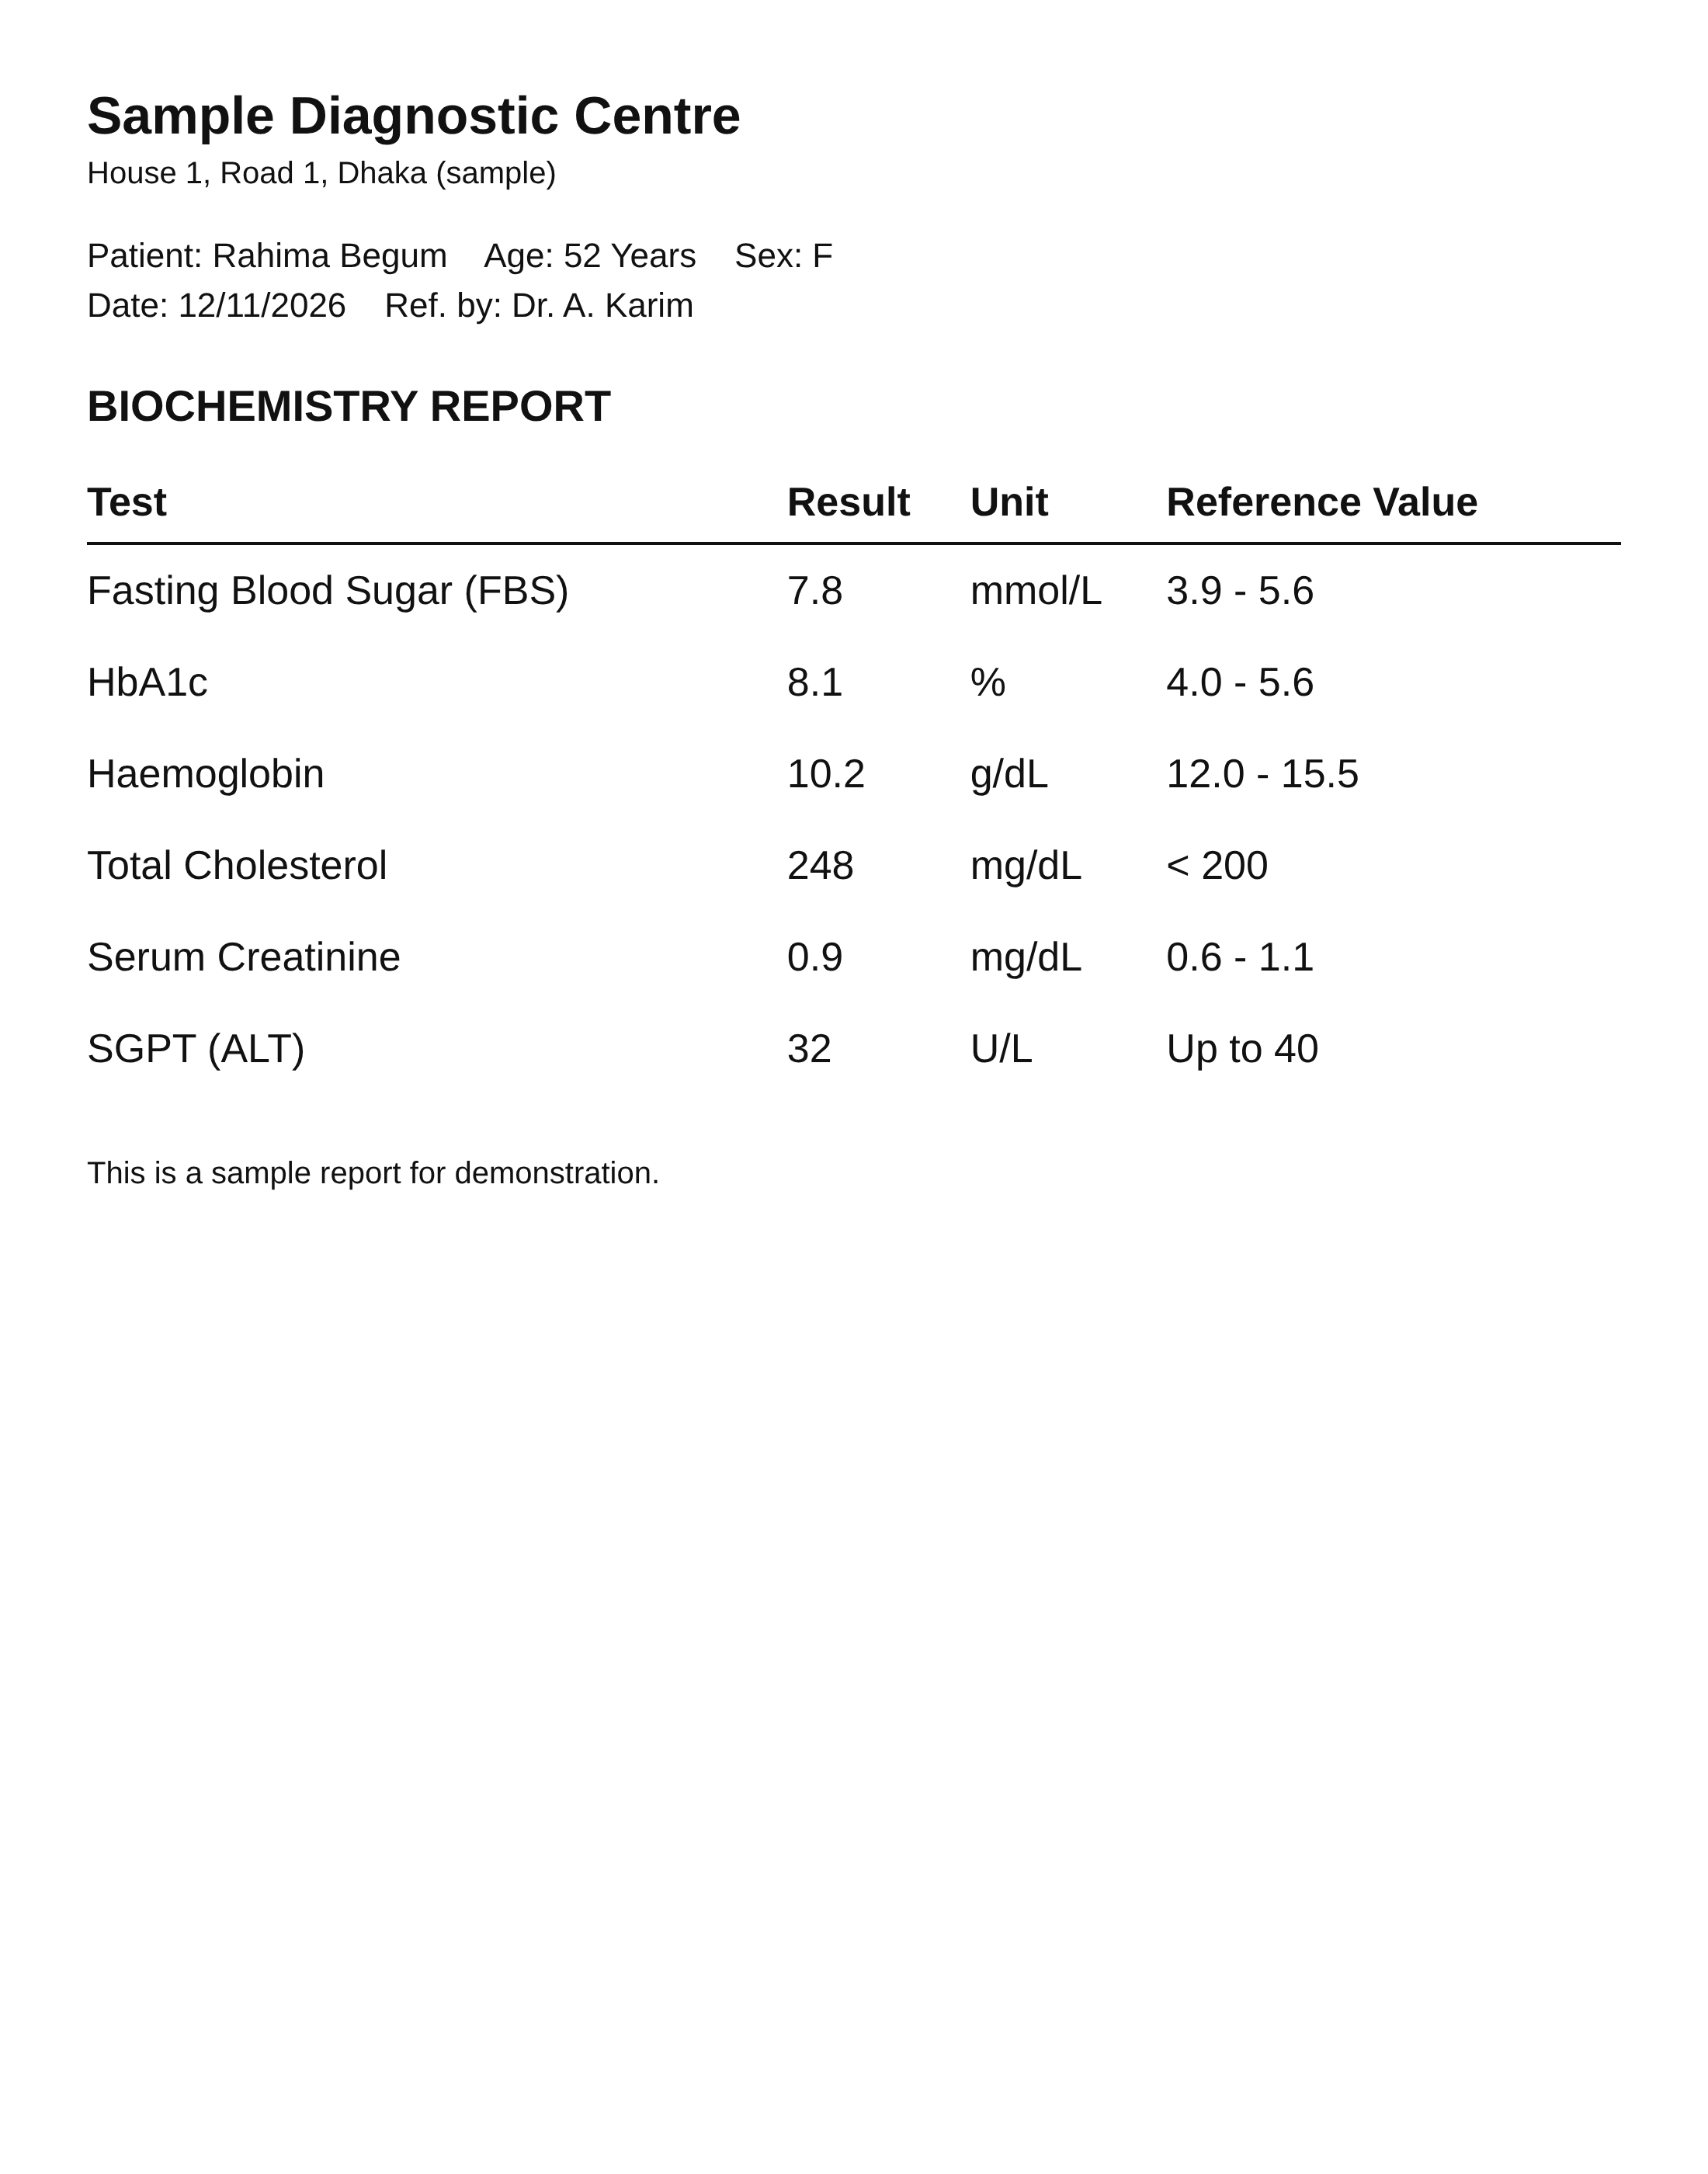 Sample Diagnostic Centre
House 1, Road 1, Dhaka (sample)
Patient: Rahima Begum    Age: 52 Years    Sex: F
Date: 12/11/2026    Ref. by: Dr. A. Karim
BIOCHEMISTRY REPORT
Test    Result    Unit    Reference Value
Fasting Blood Sugar (FBS)    7.8    mmol/L    3.9 - 5.6
HbA1c    8.1    %    4.0 - 5.6
Haemoglobin    10.2    g/dL    12.0 - 15.5
Total Cholesterol    248    mg/dL    < 200
Serum Creatinine    0.9    mg/dL    0.6 - 1.1
SGPT (ALT)    32    U/L    Up to 40
This is a sample report for demonstration.